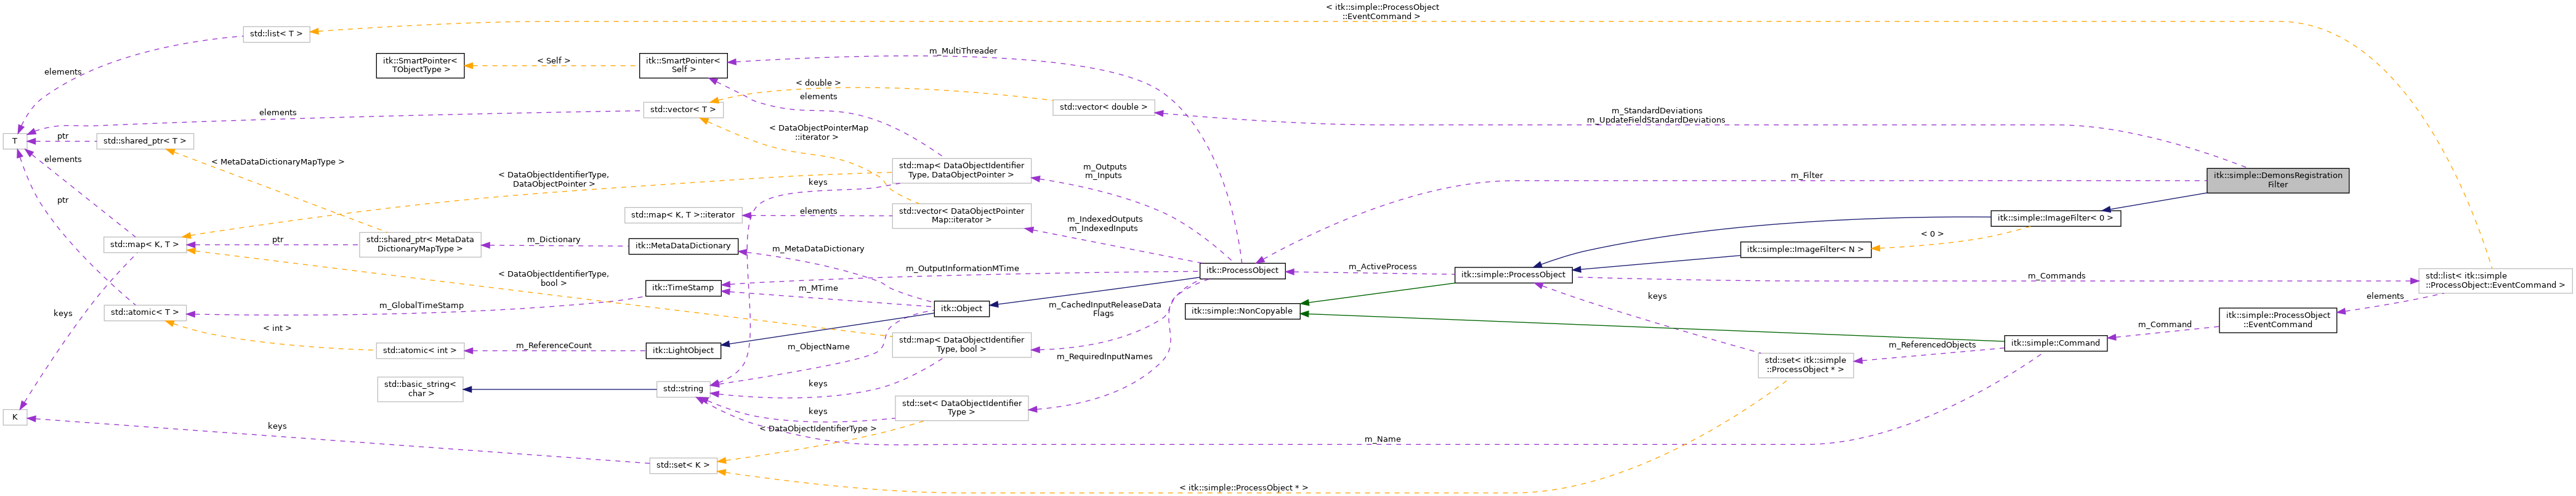 < itk::simple::ProcessObject
::EventCommand >
std::list< T >
m_MultiThreader
itk::SmartPointer<
TObjectType >
< Self >
itk::SmartPointer<
Self >
elements
< double >
elements
std::vector< T >
std::vector< double >
elements
m_StandardDeviations
m_UpdateFieldStandardDeviations
< DataObjectPointerMap
::iterator >
ptr
T
std::shared_ptr< T >
elements
< MetaDataDictionaryMapType >
std::map< DataObjectIdentifier
Type, DataObjectPointer >
m_Outputs
m_Inputs
m_Filter
itk::simple::DemonsRegistration
Filter
< DataObjectIdentifierType,
DataObjectPointer >
keys
ptr
std::map< K, T >::iterator
elements
std::vector< DataObjectPointer
Map::iterator >
m_IndexedOutputs
m_IndexedInputs
itk::simple::ImageFilter< 0 >
< 0 >
std::map< K, T >
ptr
std::shared_ptr< MetaData
DictionaryMapType >
m_Dictionary
itk::MetaDataDictionary
m_MetaDataDictionary
itk::simple::ImageFilter< N >
m_OutputInformationMTime
itk::ProcessObject
m_ActiveProcess
itk::simple::ProcessObject
m_Commands
std::list< itk::simple
::ProcessObject::EventCommand >
< DataObjectIdentifierType,
bool >
itk::TimeStamp
m_MTime
keys
elements
m_GlobalTimeStamp
itk::Object
m_CachedInputReleaseData
Flags
itk::simple::NonCopyable
std::atomic< T >
keys
itk::simple::ProcessObject
::EventCommand
m_Command
< int >
std::atomic< int >
m_ReferenceCount
itk::LightObject
m_ObjectName
std::map< DataObjectIdentifier
Type, bool >
m_RequiredInputNames
itk::simple::Command
m_ReferencedObjects
std::set< itk::simple
::ProcessObject * >
std::basic_string<
char >
std::string
keys
K
keys
std::set< DataObjectIdentifier
Type >
keys
< DataObjectIdentifierType >
m_Name
std::set< K >
< itk::simple::ProcessObject * >